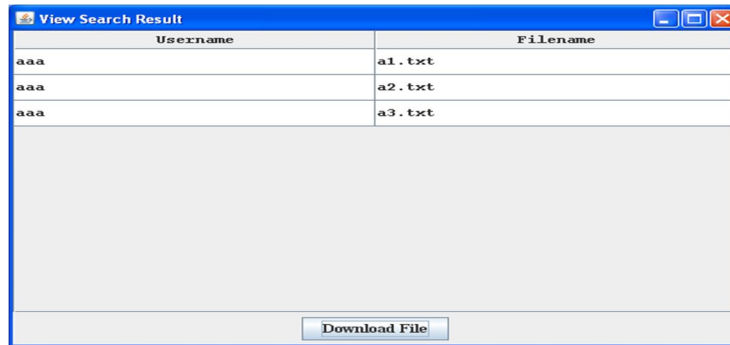 View Search Result
Username Filename
aaa a1.txt
aaa a2.txt
aaa a3.txt
Download File